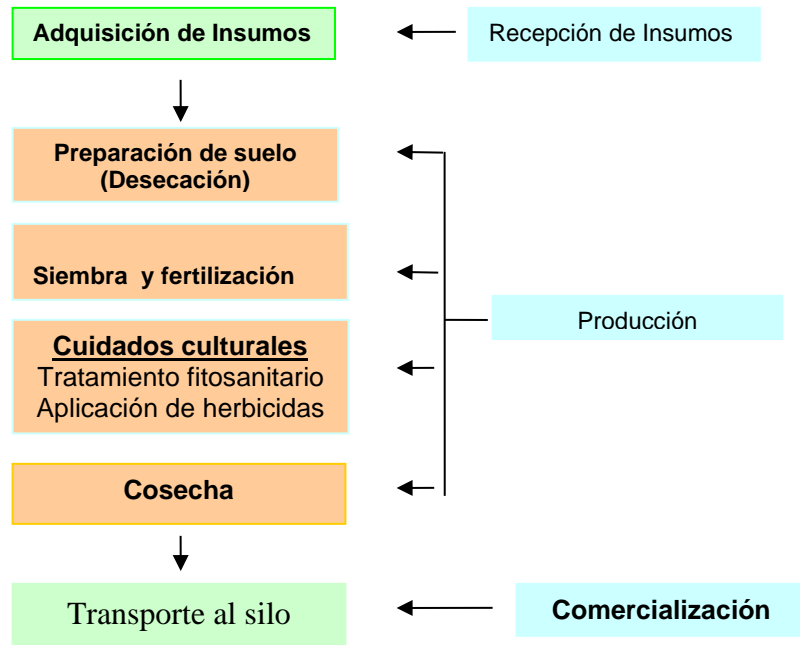 Adquisición de Insumos
Recepción de Insumos
Preparación de suelo
(Desecación)
Siembra y fertilización
Producción
Cuidados culturales
Tratamiento fitosanitario
Aplicación de herbicidas
Cosecha
Transporte al silo
Comercialización